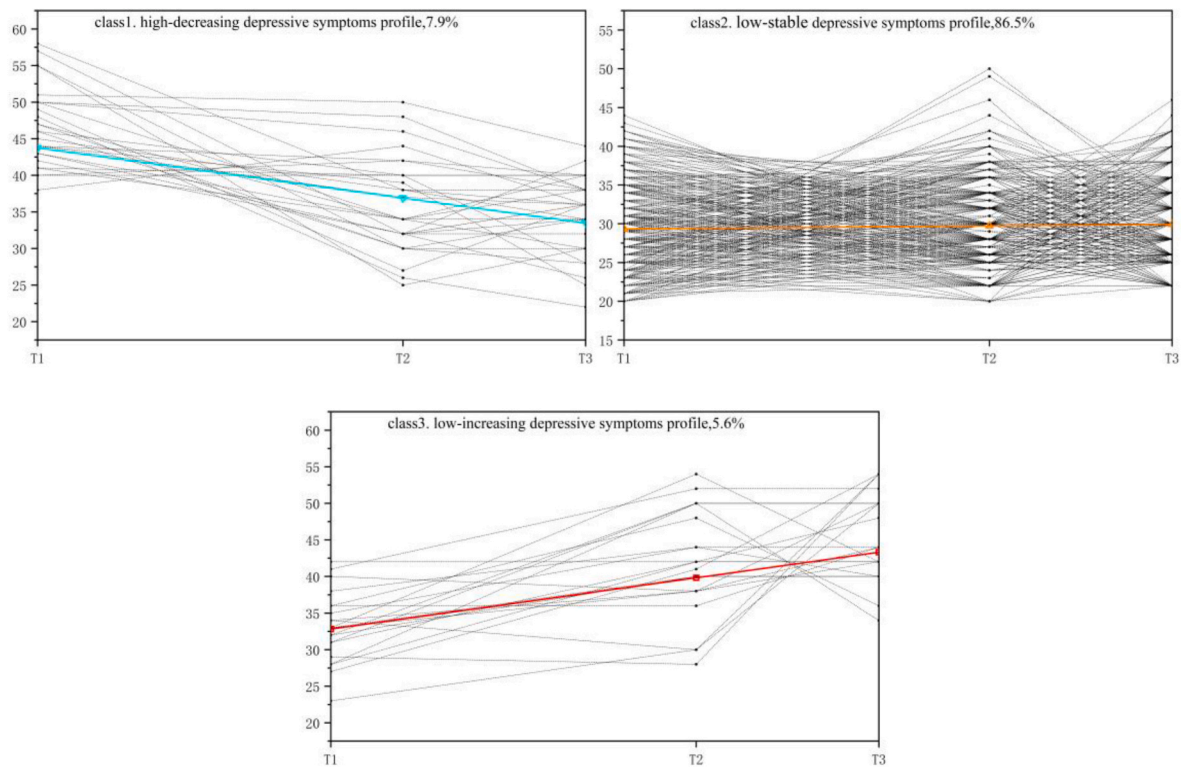 class1. high-decreasing depressive symptoms profile,7.9%
60
55
50
45
40
35
30
25
20
T1
T2
T3
class2. low-stable depressive symptoms profile,86.5%
55
50
45
40
35
30
25
20
15
T1
T2
T3
class3. low-increasing depressive symptoms profile,5.6%
60
55
50
45
40
35
30
25
20
T1
T2
T3